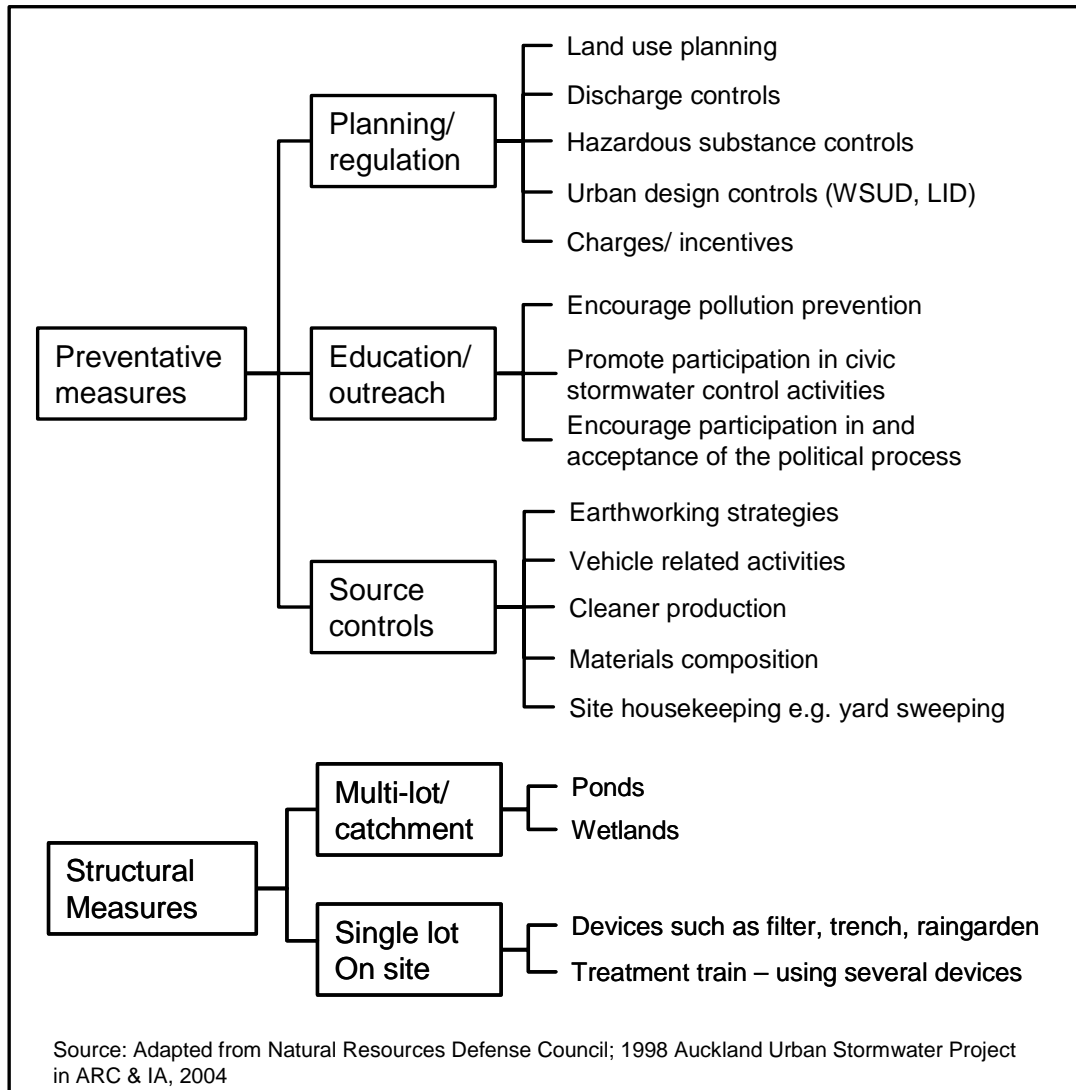 Planning/
regulation
Land use planning
Discharge controls
Hazardous substance controls
Urban design controls (WSUD, LID)
Charges/ incentives
Preventative
measures
Education/
outreach
Encourage pollution prevention
Promote participation in civic
stormwater control activities
Encourage participation in and
acceptance of the political process
Source
controls
Earthworking strategies
Vehicle related activities
Cleaner production
Materials composition
Site housekeeping e.g. yard sweeping
Structural
Measures
Multi-lot/
catchment
Ponds
Wetlands
Single lot
On site
Devices such as filter, trench, raingarden
Treatment train – using several devices
Source: Adapted from Natural Resources Defense Council; 1998 Auckland Urban Stormwater Project
in ARC & IA, 2004